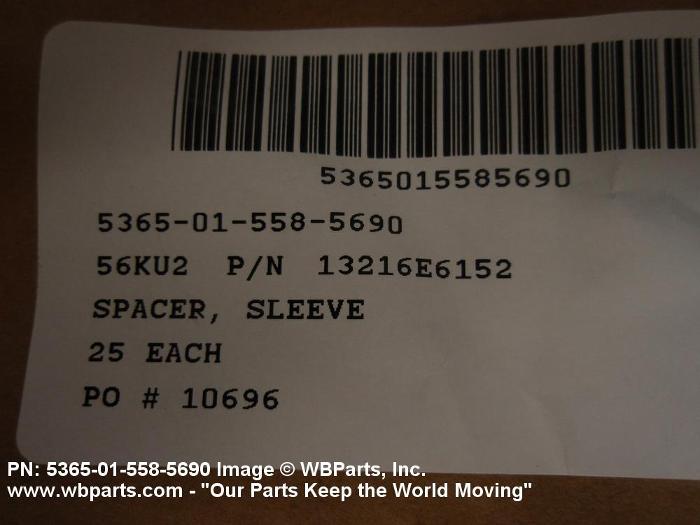 5365015585690
5365-01-558-5690
56KU2 P/N 13216E6152
SPACER, SLEEVE
25 EACH
PO # 10696
PN: 5365-01-558-5690 Image © WBParts, Inc.
www.wbparts.com - "Our Parts Keep the World Moving"